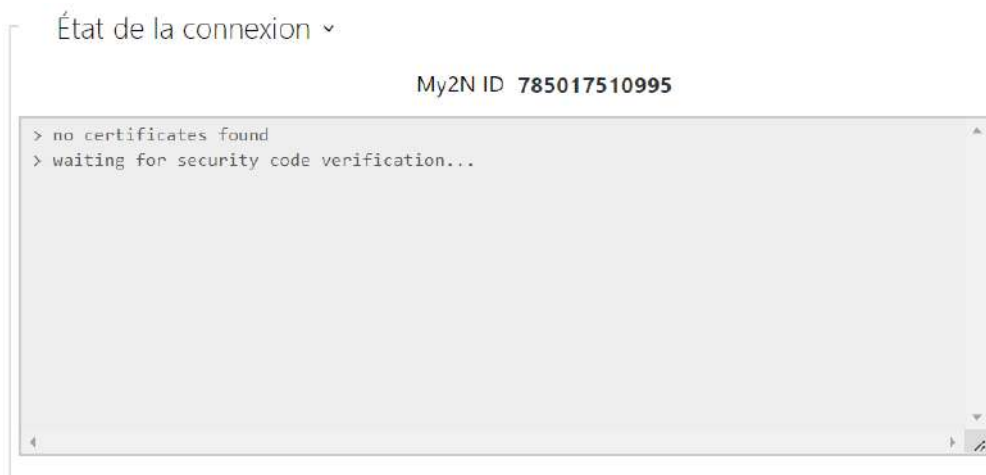 État de la connexion
My2N ID 785017510995
> no certificates found
> waiting for security code verification...